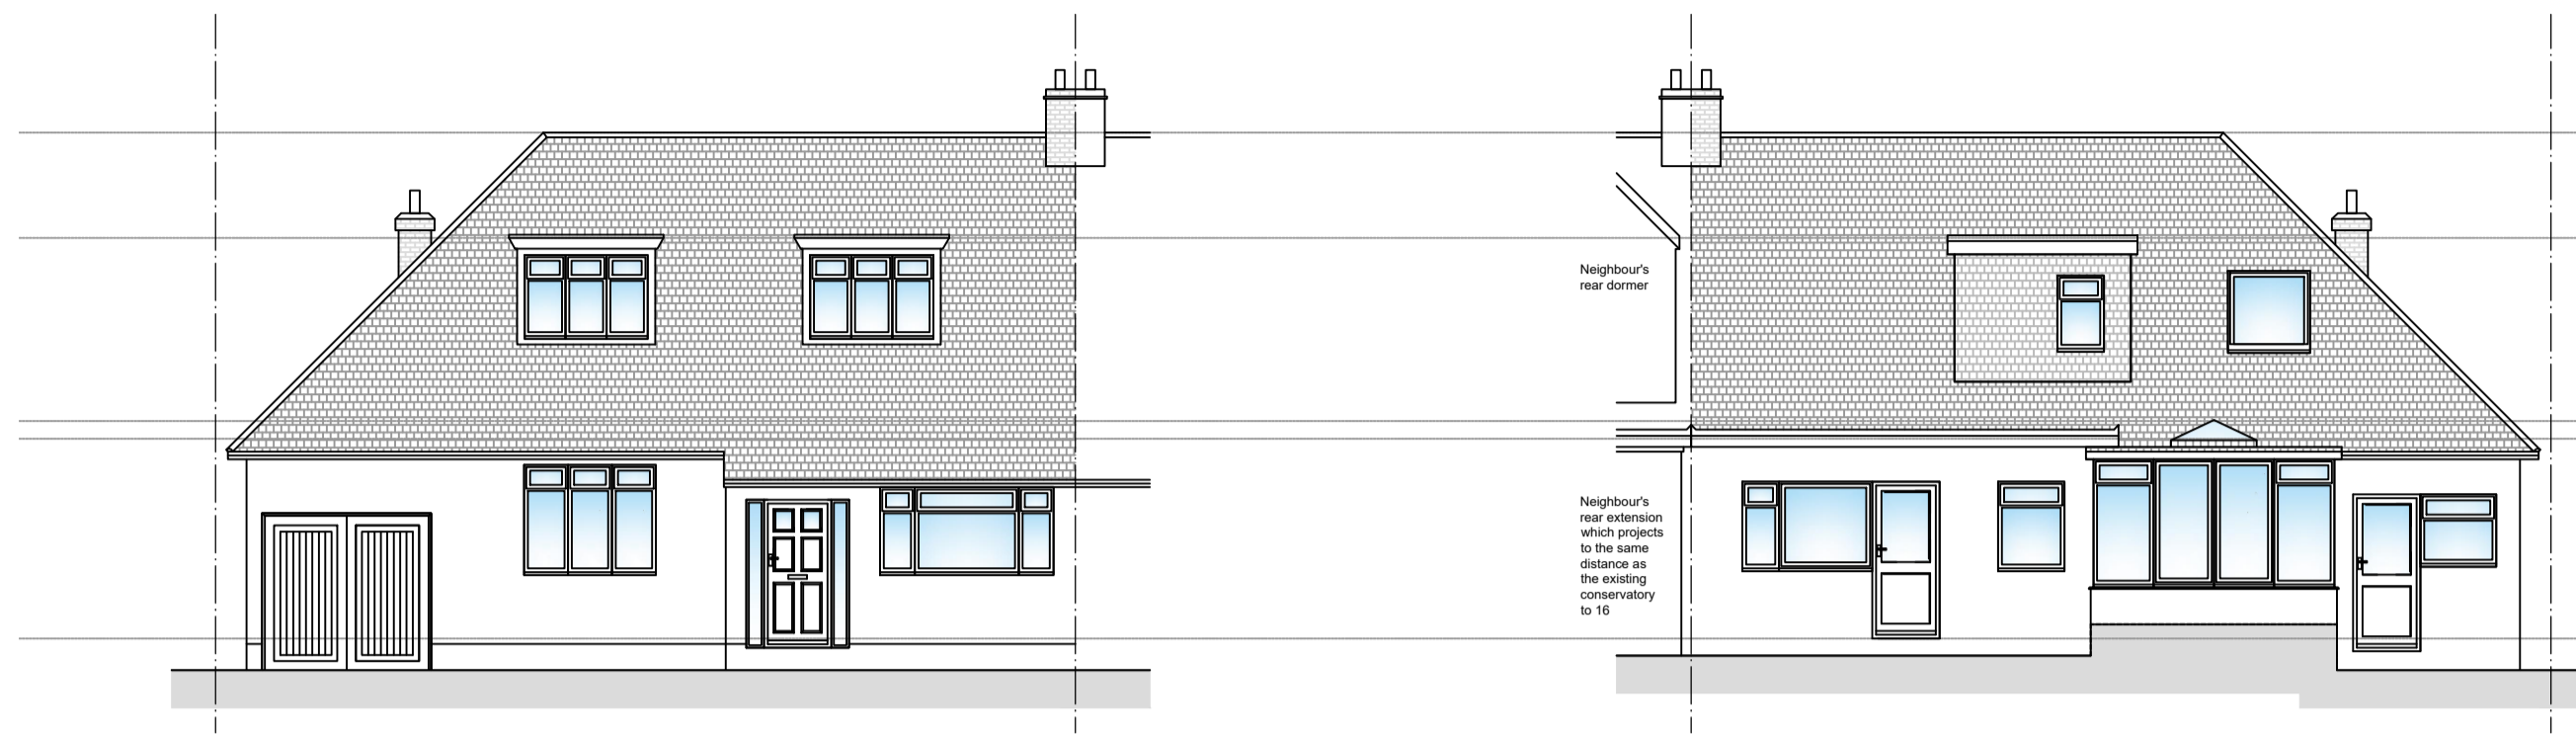 Neighbour's
rear dormer
Neighbour's
rear extension
which projects
to the same
distance as
the existing
conservatory
to 16